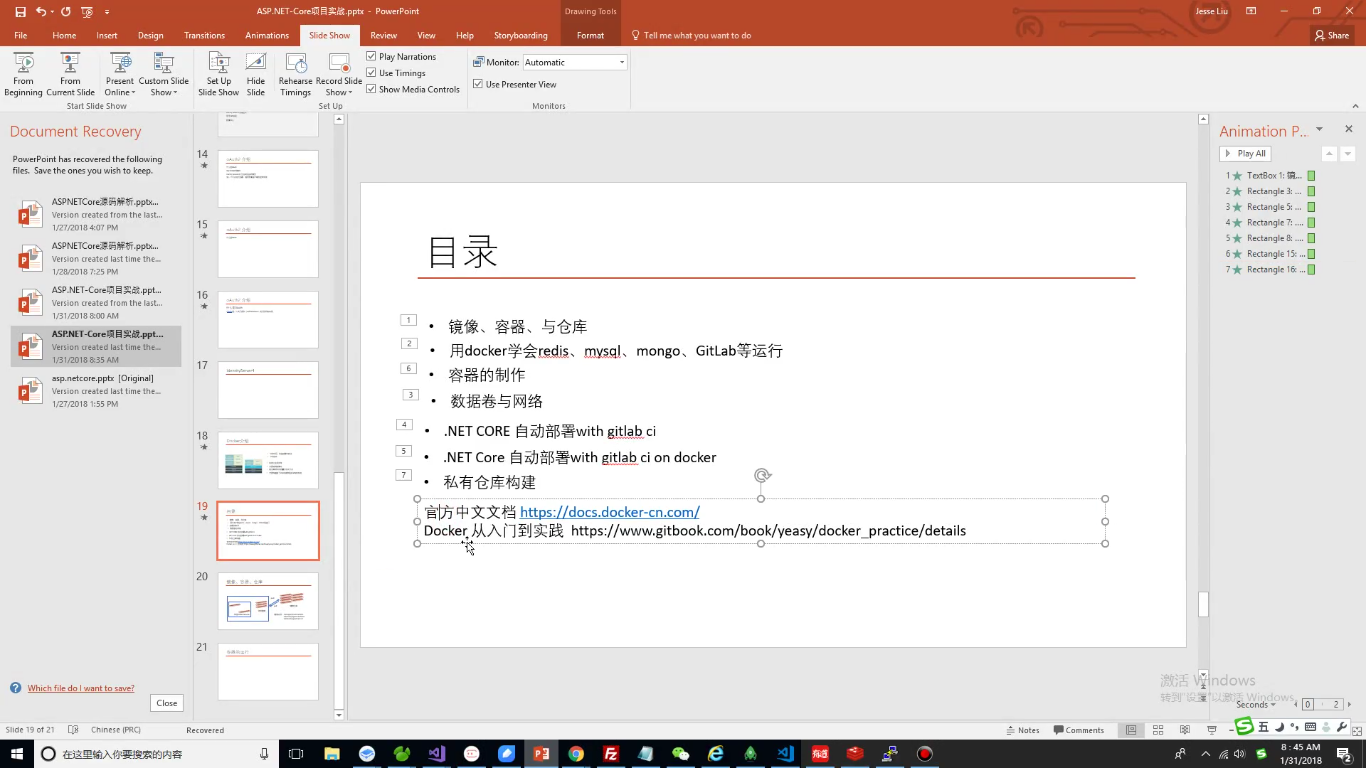 ASP.NET-Core项目实战.pptx - PowerPoint
Drawing Tools
Jesse Liu
File Home Insert Design Transitions Animations Slide Show Review View Help Storyboarding Format Tell me what you want to do Share
From Beginning
From Current Slide
Present Online
Custom Slide Show
Set Up Slide Show
Hide Slide
Rehearse Timings
Record Slide Show
Play Narrations
Use Timings
Show Media Controls
Monitor: Automatic
Use Presenter View
Start Slide Show
Set Up
Monitors
Document Recovery
PowerPoint has recovered the following files. Save the ones you wish to keep.
ASPNETCore源码解析.pptx...
Version created from the last...
1/27/2018 4:07 PM
ASPNETCore源码解析.pptx...
Version created last time the...
1/28/2018 7:25 PM
ASP.NET-Core项目实战.ppt...
Version created from the last...
1/31/2018 8:00 AM
ASP.NET-Core项目实战.ppt...
Version created last time the...
1/31/2018 8:35 AM
asp.netcore.pptx [Original]
Version created last time the...
1/27/2018 1:55 PM
Which file do I want to save?
Close
14
15
16
17
18
19
20
21
目录
1 • 镜像、容器、与仓库
2 • 用docker学会redis、mysql、mongo、GitLab等运行
6 • 容器的制作
3 • 数据卷与网络
4 • .NET CORE 自动部署with gitlab ci
5 • .NET Core 自动部署with gitlab ci on docker
7 • 私有仓库构建
官方中文文档 https://docs.docker-cn.com/
Docker 从入门到实践 https://www.gitbook.com/book/yeasy/docker_practice/details
Animation P...
Play All
1 TextBox 1: 镜...
2 Rectangle 3: ...
3 Rectangle 5: ...
4 Rectangle 7: ...
5 Rectangle 8: ...
6 Rectangle 15: ...
7 Rectangle 16: ...
激活 Windows
转到"设置"以激活 Windows。
Seconds 0 2
Slide 19 of 21 Chinese (PRC) Recovered
Notes Comments
五
在这里输入你要搜索的内容
8:45 AM
1/31/2018
2